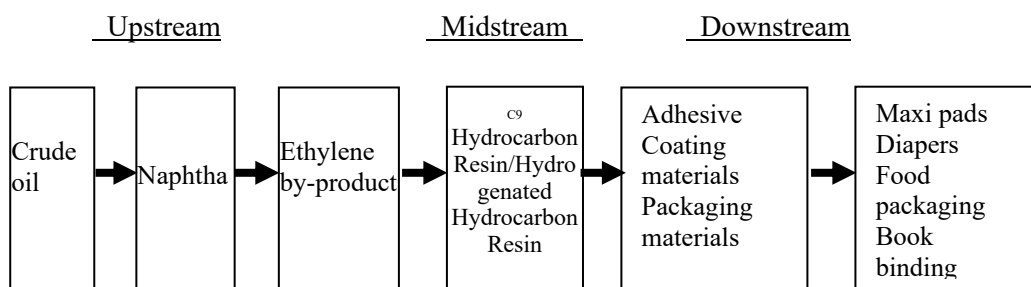 Upstream
Midstream
Downstream
Crude
oil
Naphtha
Ethylene
by-product
C9
Hydrocarbon
Resin/Hydro
genated
Hydrocarbon
Resin
Adhesive
Coating
materials
Packaging
materials
Maxi pads
Diapers
Food
packaging
Book
binding